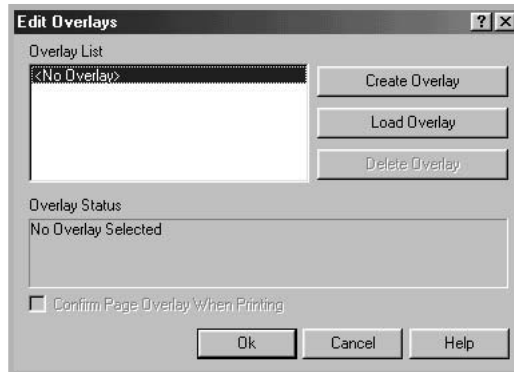 Edit Overlays
Overlay List
<No Overlay>
Create Overlay
Load Overlay
Delete Overlay
Overlay Status
No Overlay Selected
Confirm Page Overlay When Printing
Ok Cancel Help